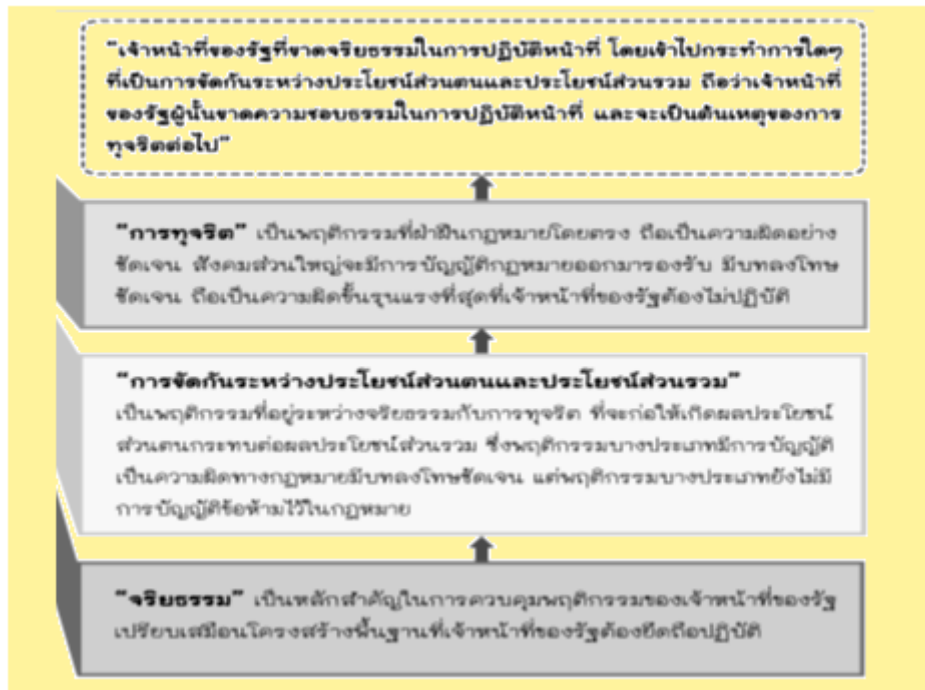 “เจ้าหน้าที่ของรัฐที่ขาดจริยธรรมในการปฏิบัติหน้าที่ โดยเข้าไปกระทำการใดๆ
ที่เป็นการขัดกันระหว่างประโยชน์ส่วนตนและประโยชน์ส่วนรวม ถือว่าเจ้าหน้าที่
ของรัฐผู้นั้นขาดความชอบธรรมในการปฏิบัติหน้าที่ และจะเป็นต้นเหตุของการ
ทุจริตต่อไป”
“การทุจริต” เป็นพฤติกรรมที่ฝ่าฝืนกฎหมายโดยตรง ถือเป็นความผิดอย่าง
ชัดเจน สังคมส่วนใหญ่จะมีการบัญญัติกฎหมายออกมารองรับ มีบทลงโทษ
ชัดเจน ถือเป็นความผิดขั้นรุนแรงที่สุดที่เจ้าหน้าที่ของรัฐต้องไม่ปฏิบัติ
“การขัดกันระหว่างประโยชน์ส่วนตนและประโยชน์ส่วนรวม”
เป็นพฤติกรรมที่อยู่ระหว่างจริยธรรมกับการทุจริต ที่จะก่อให้เกิดผลประโยชน์
ส่วนตนกระทบต่อผลประโยชน์ส่วนรวม ซึ่งพฤติกรรมบางประเภทมีการบัญญัติ
เป็นความผิดทางกฎหมายมีบทลงโทษชัดเจน แต่พฤติกรรมบางประเภทยังไม่มี
การบัญญัติข้อห้ามไว้ในกฎหมาย
“จริยธรรม” เป็นหลักสำคัญในการควบคุมพฤติกรรมของเจ้าหน้าที่ของรัฐ
เปรียบเสมือนโครงสร้างพื้นฐานที่เจ้าหน้าที่ของรัฐต้องยึดถือปฏิบัติ